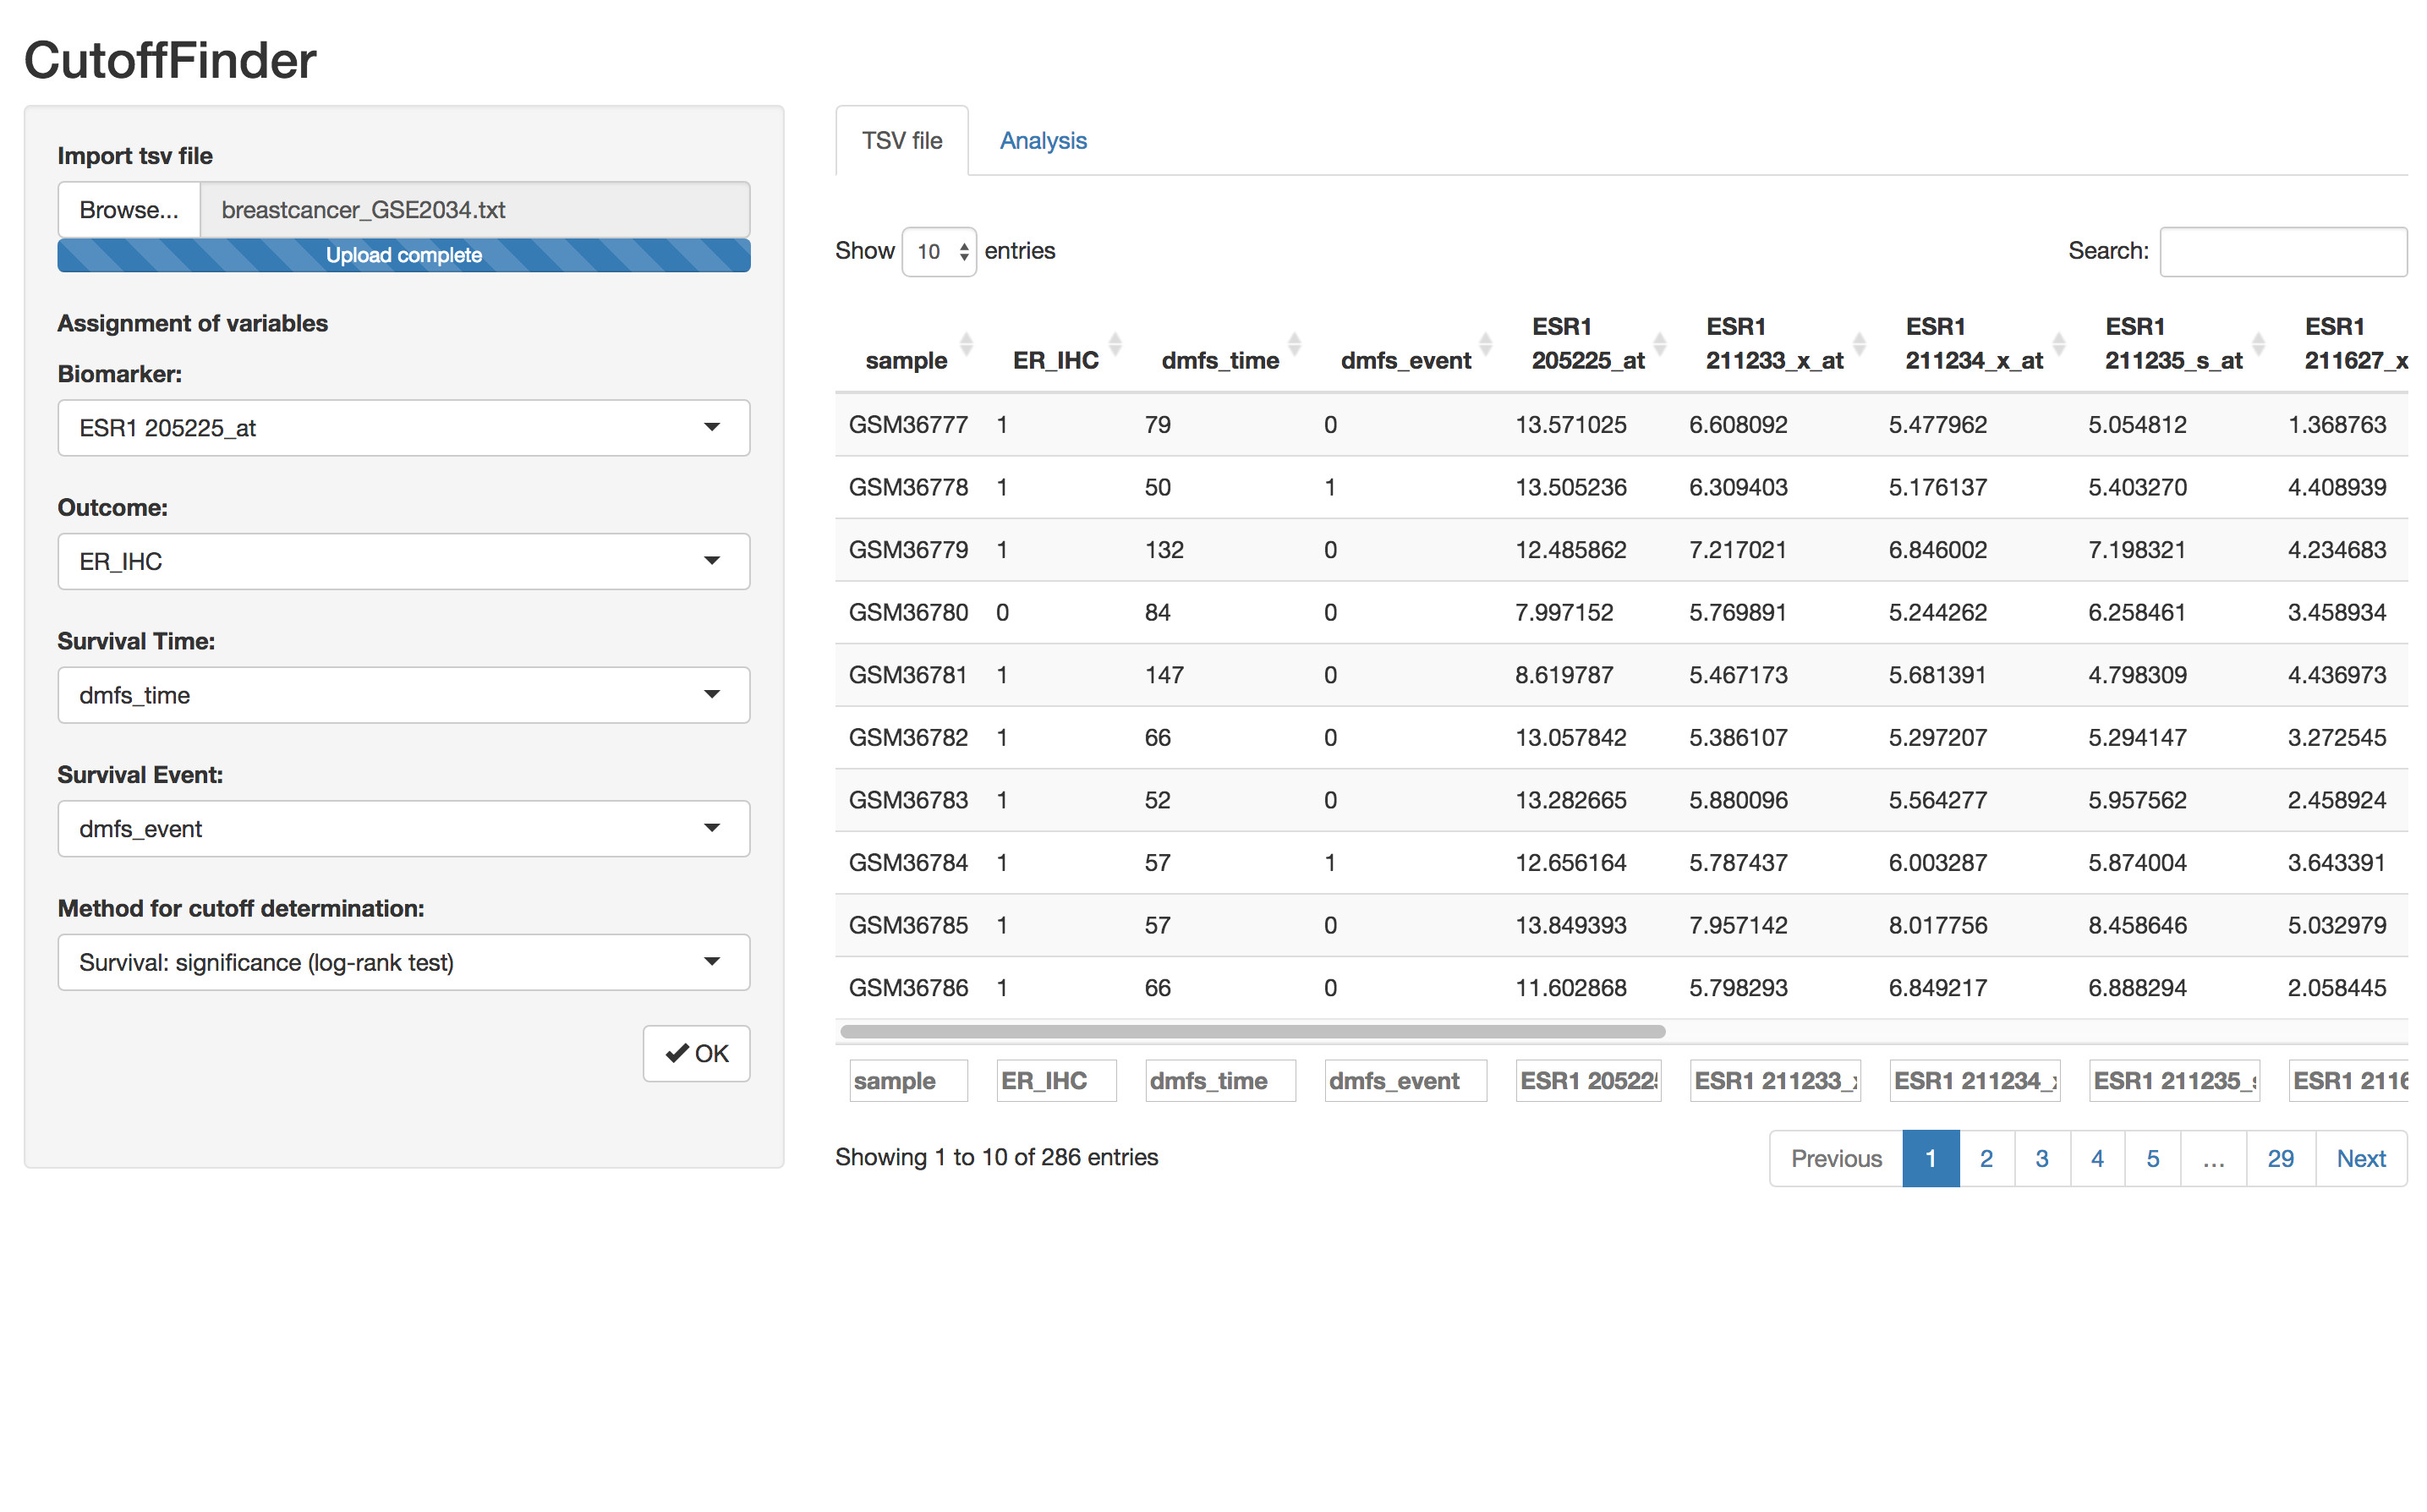 CutoffFinder
Import tsv file
Browse... breastcancer_GSE2034.txt
Upload complete
Assignment of variables
Biomarker:
ESR1 205225_at
Outcome:
ER_IHC
Survival Time:
dmfs_time
Survival Event:
dmfs_event
Method for cutoff determination:
Survival: significance (log-rank test)
OK
TSV file Analysis
Show 10 entries Search:
ESR1 ESR1 ESR1 ESR1 ESR1
sample ER_IHC dmfs_time dmfs_event 205225_at 211233_x_at 211234_x_at 211235_s_at 211627_x
GSM36777 1 79 0 13.571025 6.608092 5.477962 5.054812 1.368763
GSM36778 1 50 1 13.505236 6.309403 5.176137 5.403270 4.408939
GSM36779 1 132 0 12.485862 7.217021 6.846002 7.198321 4.234683
GSM36780 0 84 0 7.997152 5.769891 5.244262 6.258461 3.458934
GSM36781 1 147 0 8.619787 5.467173 5.681391 4.798309 4.436973
GSM36782 1 66 0 13.057842 5.386107 5.297207 5.294147 3.272545
GSM36783 1 52 0 13.282665 5.880096 5.564277 5.957562 2.458924
GSM36784 1 57 1 12.656164 5.787437 6.003287 5.874004 3.643391
GSM36785 1 57 0 13.849393 7.957142 8.017756 8.458646 5.032979
GSM36786 1 66 0 11.602868 5.798293 6.849217 6.888294 2.058445
sample ER_IHC dmfs_time dmfs_event ESR1 20522 ESR1 211233_ ESR1 211234_ ESR1 211235_ ESR1 2116
Showing 1 to 10 of 286 entries
Previous 1 2 3 4 5 … 29 Next